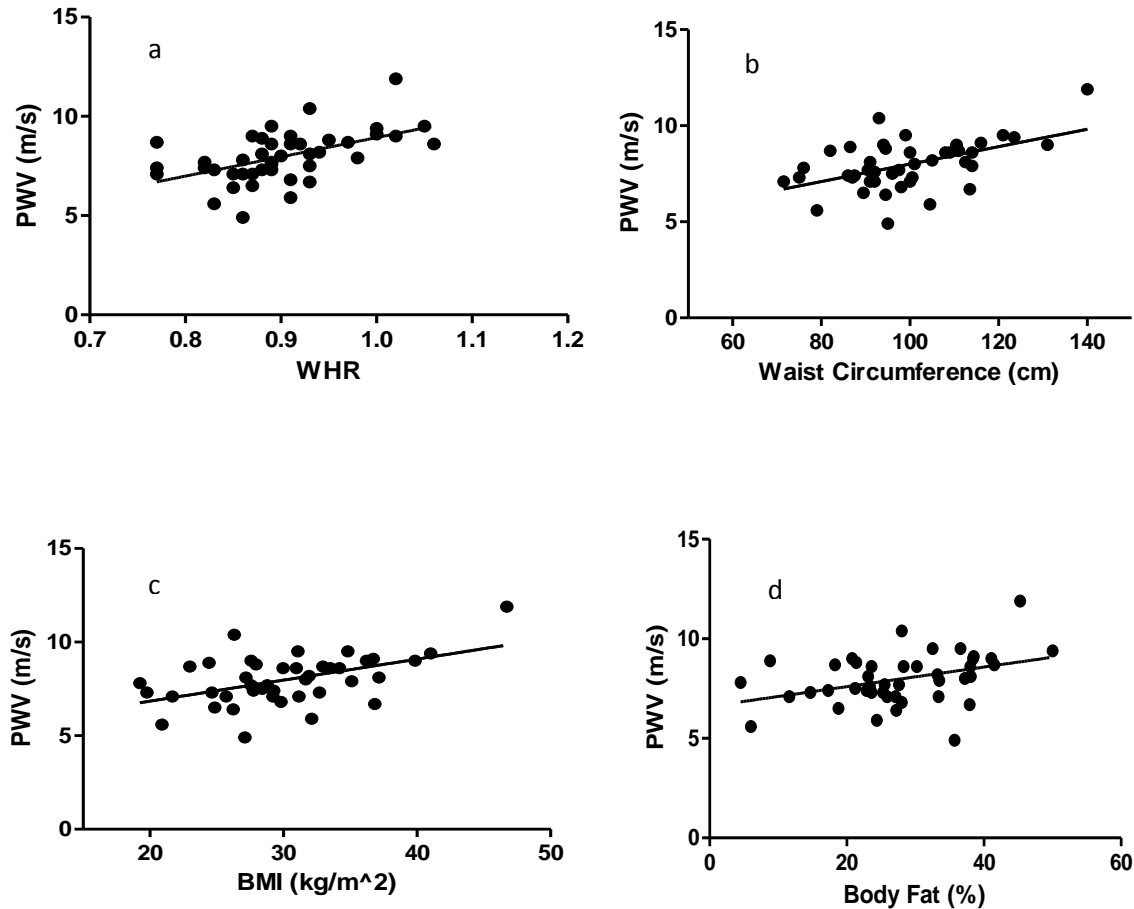 a
PWV (m/s)
15
10
5
0
0.7 0.8 0.9 1.0 1.1 1.2
WHR
b
PWV (m/s)
15
10
5
0
60 80 100 120 140
Waist Circumference (cm)
c
PWV (m/s)
15
10
5
0
20 30 40 50
BMI (kg/m^2)
d
PWV (m/s)
15
10
5
0
0 20 40 60
Body Fat (%)